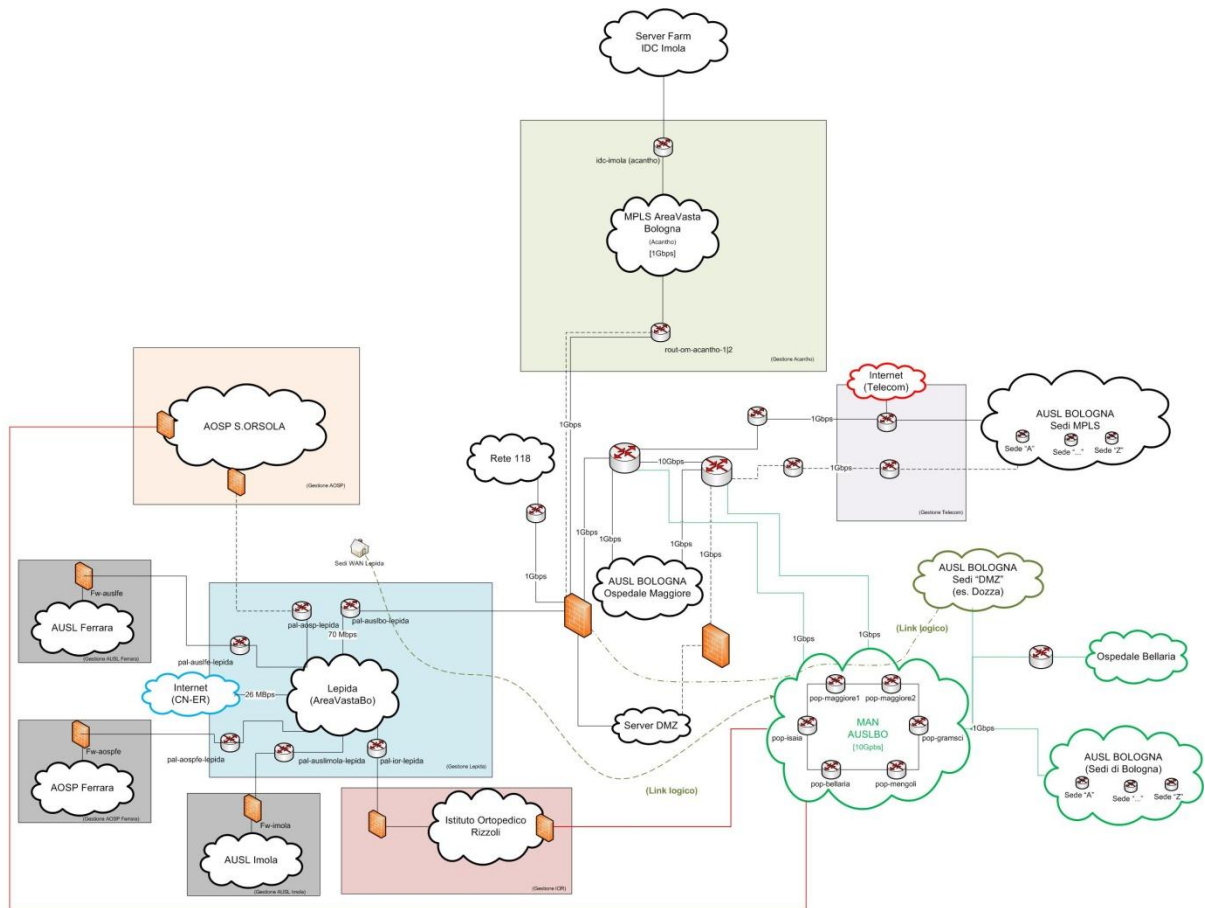 Server Farm
IDC Imola
idc-imola (acantho)
MPLS AreaVasta
Bologna
(Acantho)
[1Gbps]
rout-om-acantho-1|2
(Gestione Acantho)
AOSP S.ORSOLA
(Gestione AOSP)
1Gbps
Rete 118
1Gbps
10Gbps
1Gbps
1Gbps
1Gbps
1Gbps
Internet
(Telecom)
1Gbps
1Gbps
(Gestione Telecom)
AUSL BOLOGNA
Sedi MPLS
Sede "A"
Sede "..."
Sede "Z"
Sedi WAN Lepida
AUSL BOLOGNA
Ospedale Maggiore
AUSL BOLOGNA
Sedi "DMZ"
(es. Dozza)
Fw-auslfe
AUSL Ferrara
(Gestione AUSL Ferrara)
pal-aosp-lepida
pal-auslbo-lepida
70 Mbps
pal-auslfe-lepida
Internet
(CN-ER)
26 MBps
Lepida
(AreaVastaBo)
pal-aospfe-lepida
pal-auslimola-lepida
pal-ior-lepida
(Gestione Lepida)
Fw-aospfe
AOSP Ferrara
(Gestione AOSP Ferrara)
Fw-imola
AUSL Imola
(Gestione AUSL Imola)
Istituto Ortopedico
Rizzoli
(Gestione IOR)
Server DMZ
(Link logico)
(Link logico)
1Gbps
1Gbps
pop-maggiore1
pop-maggiore2
pop-isaia
MAN
AUSLBO
[10Gpbs]
pop-gramsci
pop-bellaria
pop-mengoli
1Gbps
Ospedale Bellaria
AUSL BOLOGNA
(Sedi di Bologna)
Sede "A"
Sede "..."
Sede "Z"